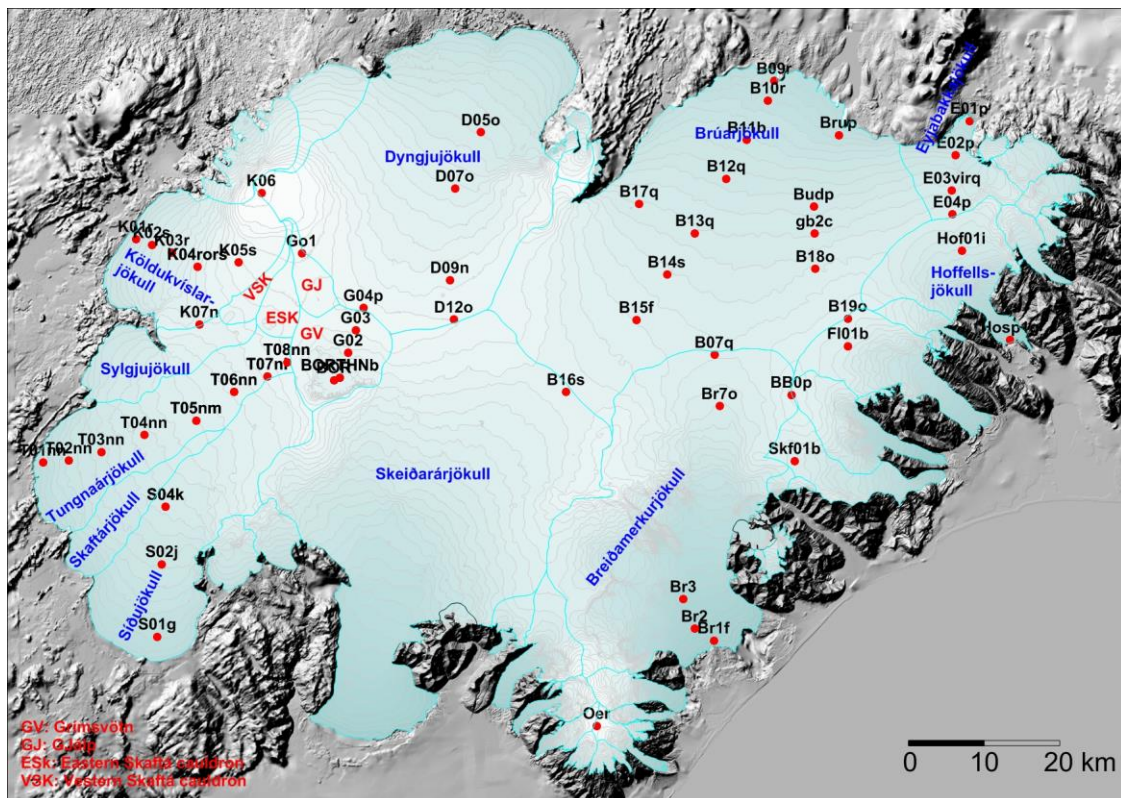 B09r
B10r
Eyjabakkajökull
E01p
D05o
B11b
Brup
Brúarjökull
Dyngjujökull
E02p
D07o
B12q
K06
E03virq
B17q
Budp
E04p
K01r
K02s
K03r
B13q
gb2c
Go1
Hof01i
K05s
K04rors
Köldukvíslar-
jökull
VSK
GJ
D09n
B14s
B18o
Hoffells-
jökull
G04p
ESK
D12o
B15f
B19o
K07n
G03
GV
Fl01b
G02
B07q
T08nn
BORTHNb
Sylgjujökull
T06nn
B16s
BB0p
Br7o
T05nm
T04nn
T03nn
T02nn
Skf01b
Tungnaárjökull
Skeiðarárjökull
S04k
Skaftárjökull
Breiðamerkurjökull
S02j
Síðujökull
Br3
S01g
Br2
Br1f
Oer
GV: Grímsvötn
GJ: GJálp
ESk: Eastern Skaftá cauldron
VSK: Vestern Skaftá cauldron
0 10 20 km